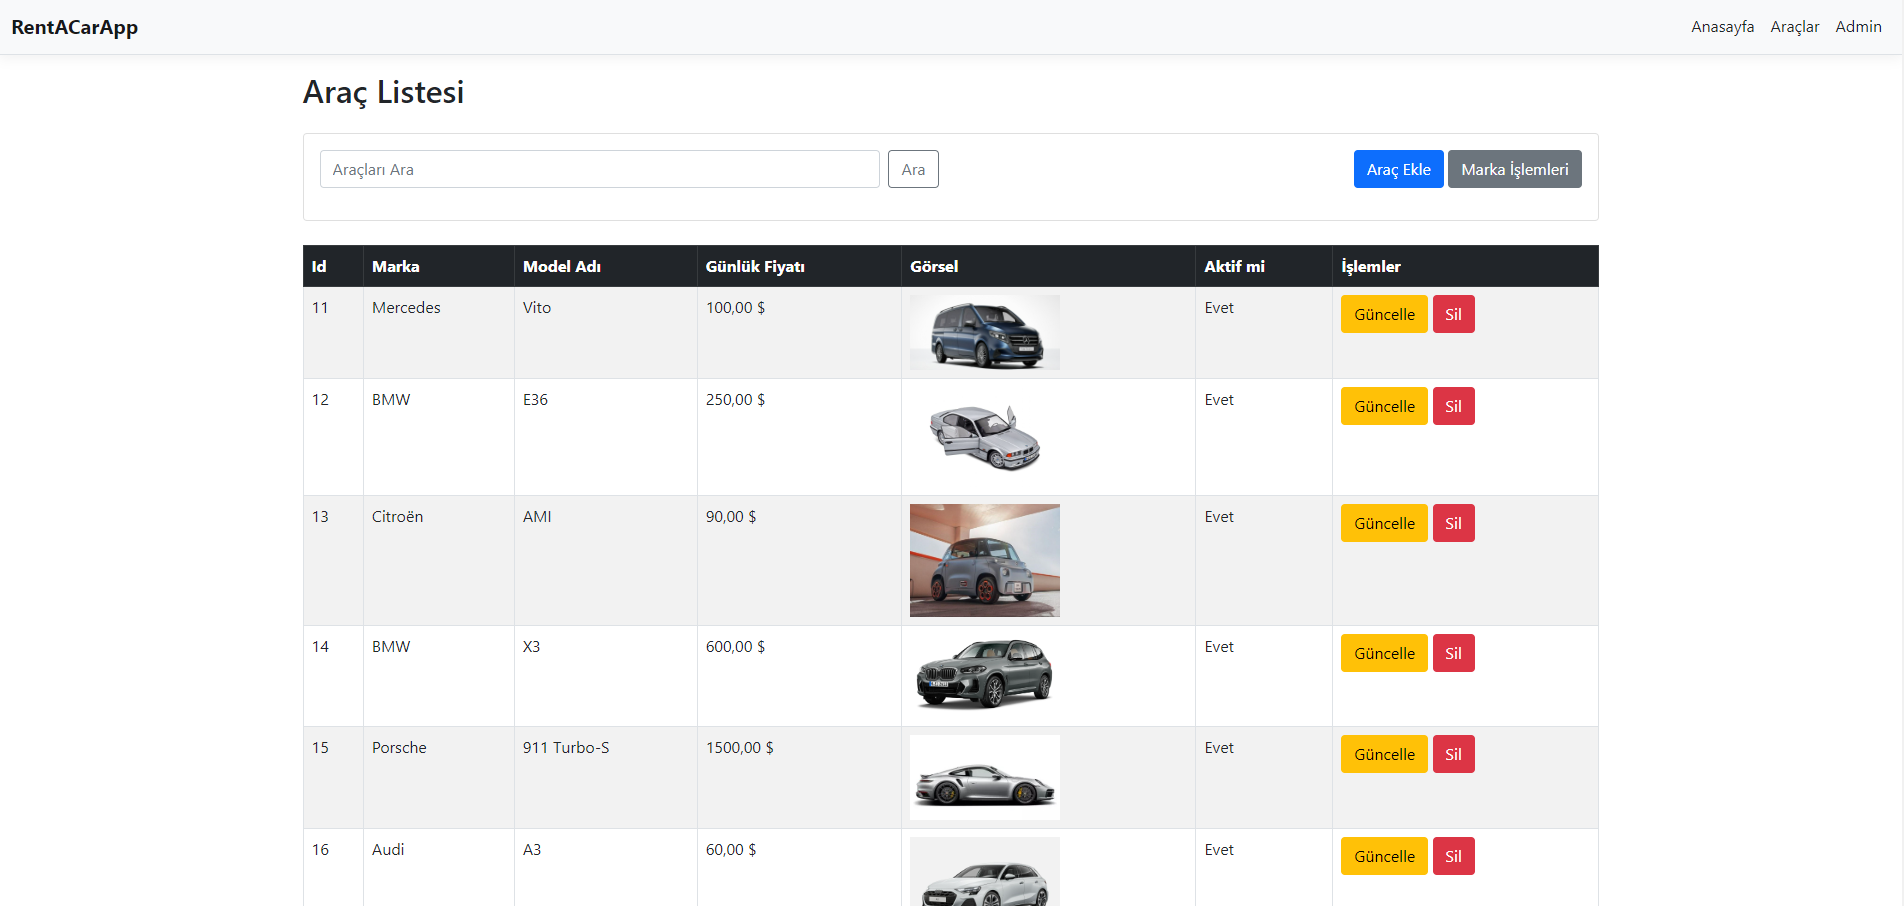 RentACarApp
Anasayfa Araçlar Admin
Araç Listesi
Araçları Ara Ara Araç Ekle Marka İşlemleri
Id Marka Model Adı Günlük Fiyatı Görsel Aktif mi İşlemler
11 Mercedes Vito 100,00 $ Evet Güncelle Sil
12 BMW E36 250,00 $ Evet Güncelle Sil
13 Citroën AMI 90,00 $ Evet Güncelle Sil
14 BMW X3 600,00 $ Evet Güncelle Sil
15 Porsche 911 Turbo-S 1500,00 $ Evet Güncelle Sil
16 Audi A3 60,00 $ Evet Güncelle Sil